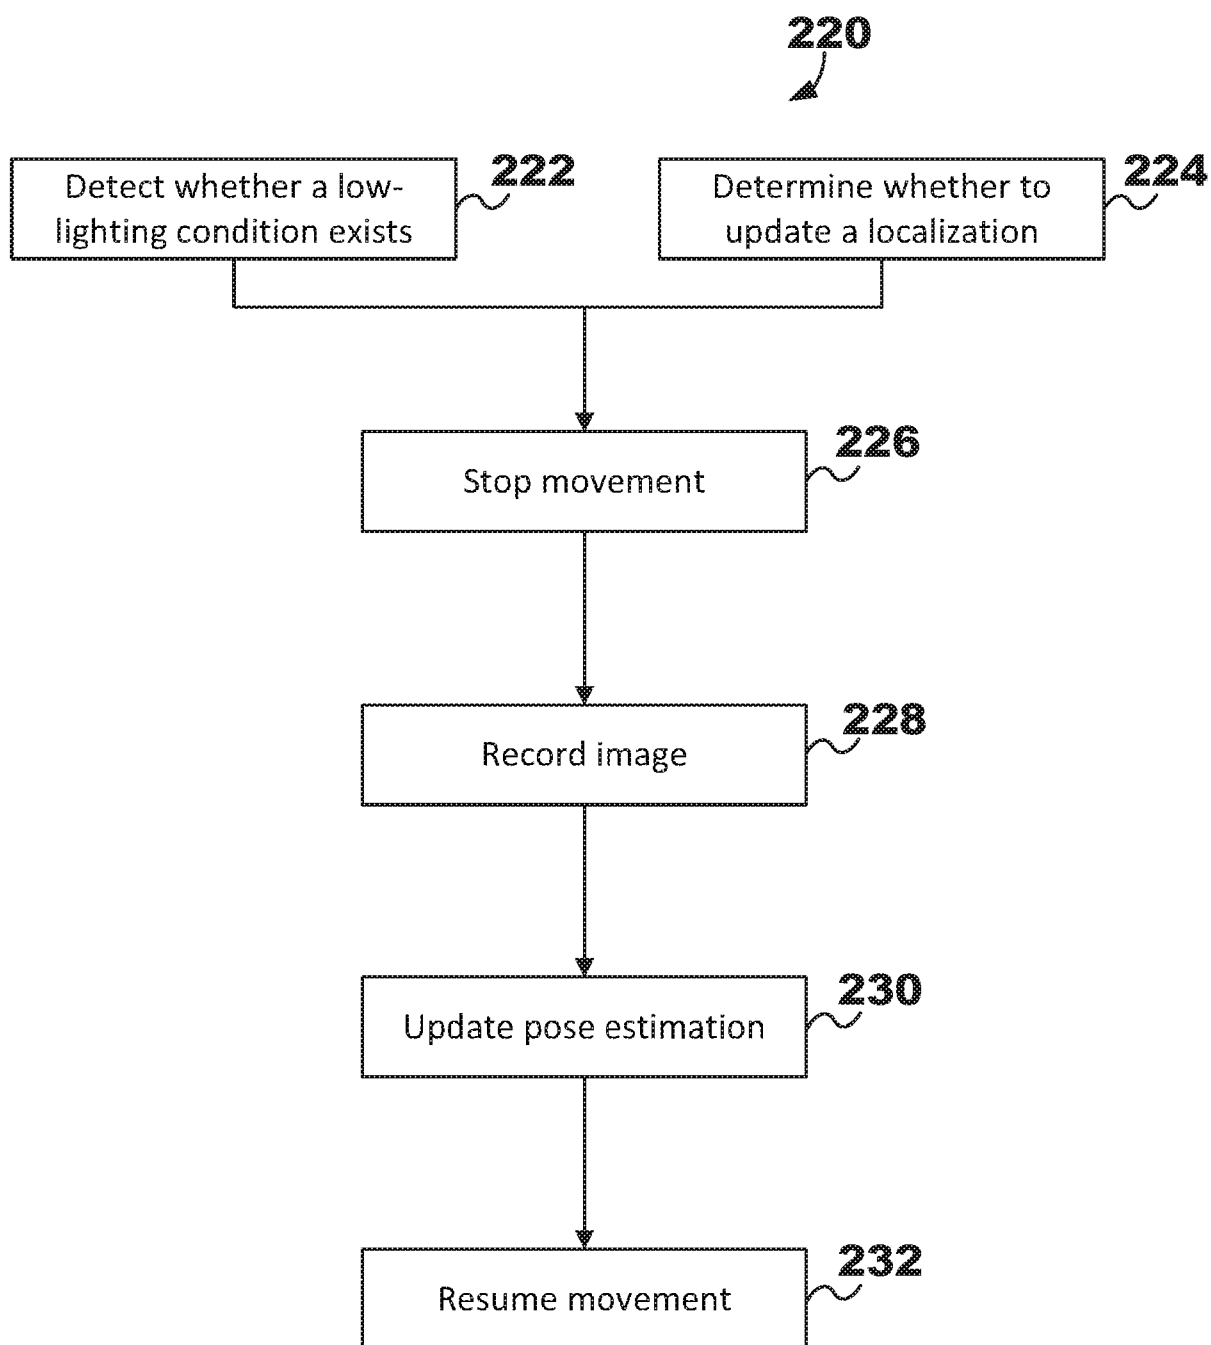 220
Detect whether a low-
lighting condition exists
222
Determine whether to
update a localization
224
Stop movement
226
Record image
228
Update pose estimation
230
Resume movement
232